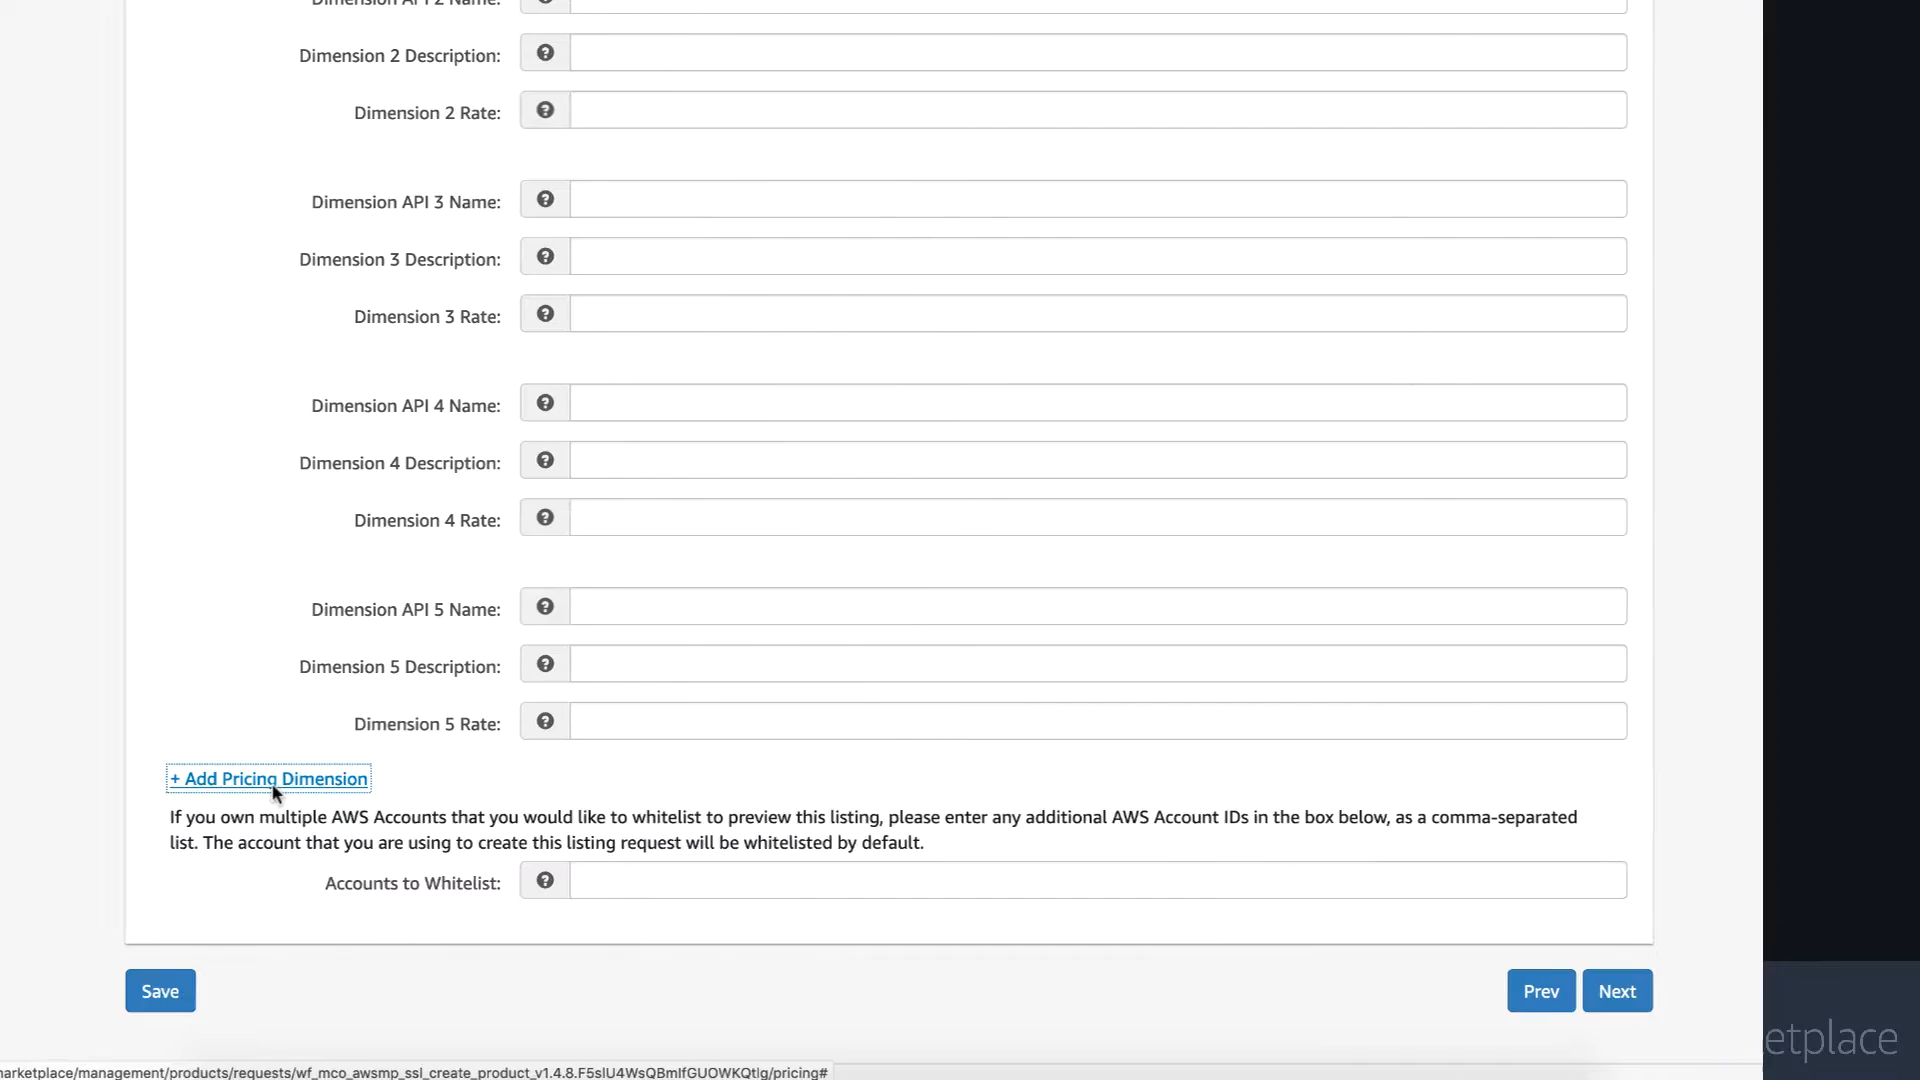 Dimension API 2 Name:
Dimension 2 Description:
Dimension 2 Rate:
Dimension API 3 Name:
Dimension 3 Description:
Dimension 3 Rate:
Dimension API 4 Name:
Dimension 4 Description:
Dimension 4 Rate:
Dimension API 5 Name:
Dimension 5 Description:
Dimension 5 Rate:
+ Add Pricing Dimension
If you own multiple AWS Accounts that you would like to whitelist to preview this listing, please enter any additional AWS Account IDs in the box below, as a comma-separated
list. The account that you are using to create this listing request will be whitelisted by default.
Accounts to Whitelist:
Save
Prev
Next
etplace
arketplace/management/products/requests/wf_mco_awsmp_ssl_create_product_v1.4.8.F5slU4WsQBmIfGUOWKQtlg/pricing#